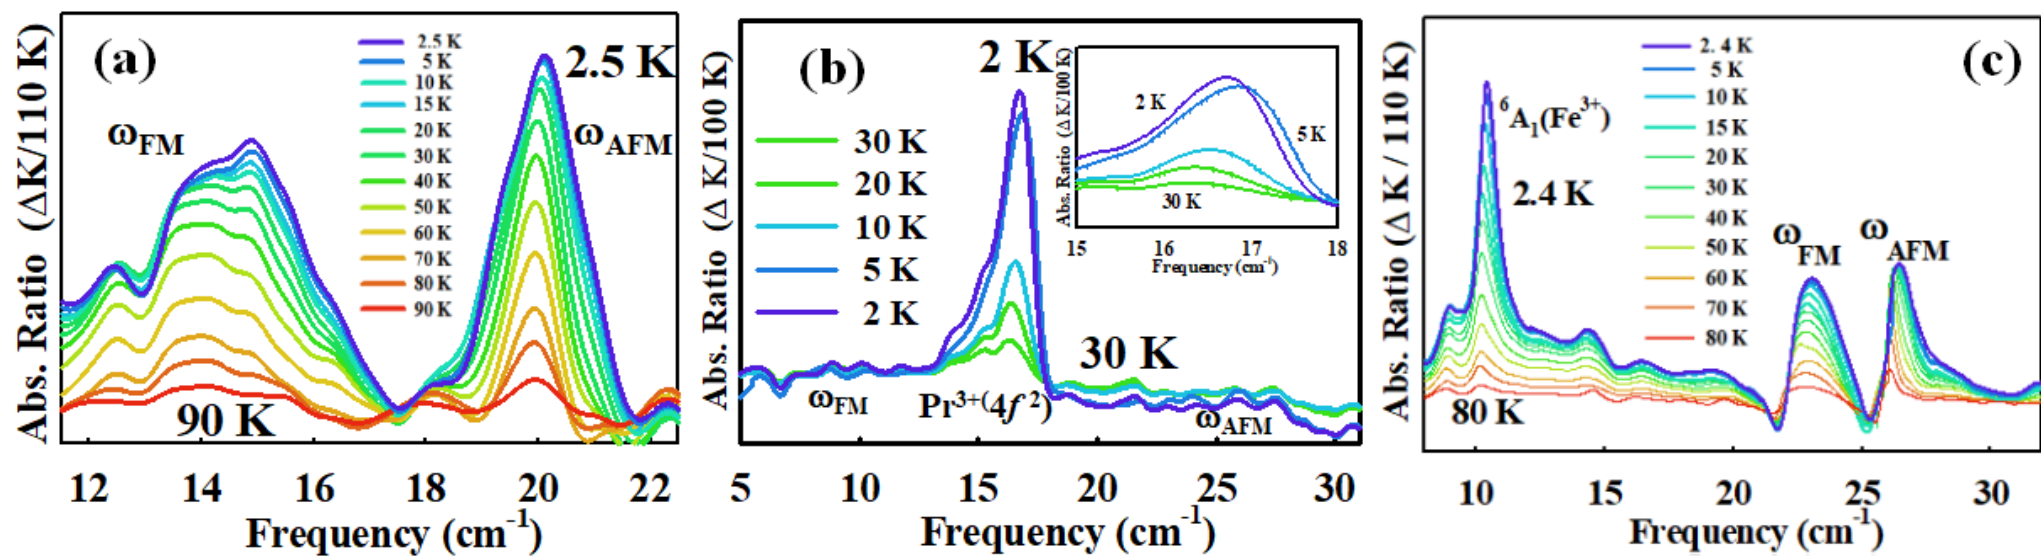 (a)
2.5 K
5 K
10 K
15 K
20 K
30 K
40 K
50 K
60 K
70 K
80 K
90 K
2.5 K
ωFM
ωAFM
90 K
12 14 16 18 20 22
Frequency (cm-1)
Abs. Ratio (ΔK/110 K)
(b)
2 K
30 K
20 K
10 K
5 K
2 K
30 K
ωFM
Pr3+(4f 2)
ωAFM
5 10 15 20 25 30
Frequency (cm-1)
Abs. Ratio (Δ K/100 K)
2 K
5 K
30 K
15 16 17 18
Frequency (cm-1)
Abs. Ratio (Δ K/100 K)
(c)
2. 4 K
5 K
10 K
15 K
20 K
30 K
40 K
50 K
60 K
70 K
80 K
6A1(Fe3+)
2.4 K
ωFM
ωAFM
80 K
10 15 20 25 30
Frequency (cm-1)
Abs. Ratio (Δ K / 110 K)